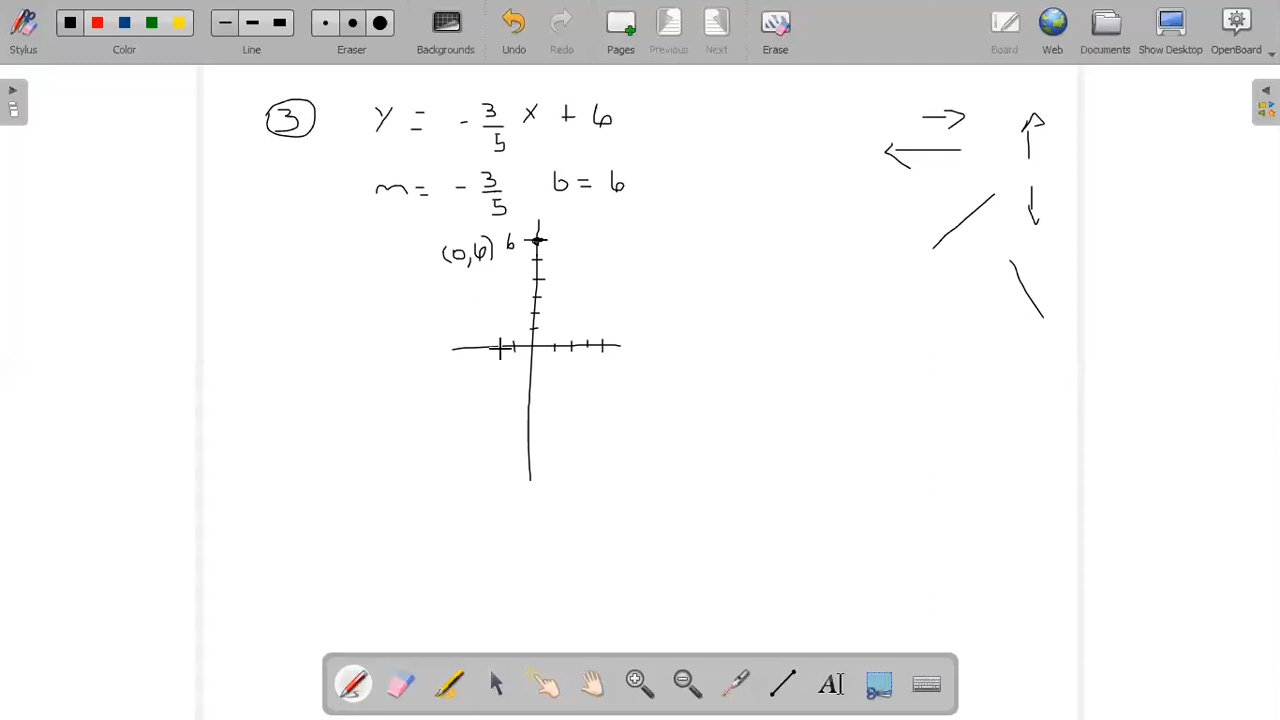 Stylus Color Line Eraser Backgrounds Undo Redo Pages Previous Next Erase Board Web Documents Show Desktop OpenBoard
3 y = - 3/5 x + 6
m = - 3/5 b = 6
(0,6) 6
AI